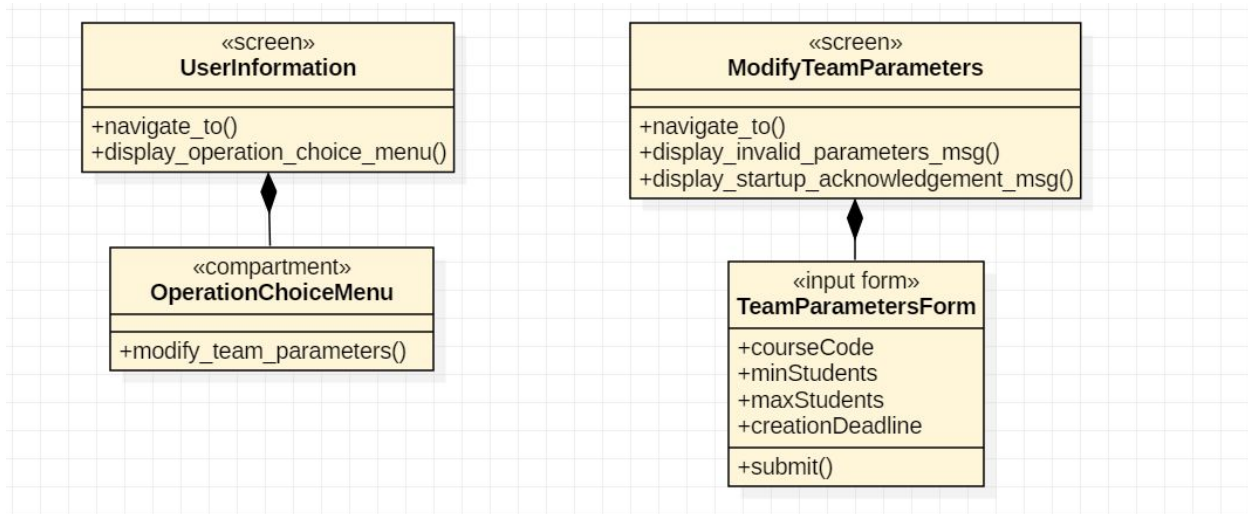 «screen»
UserInformation
+navigate_to()
+display_operation_choice_menu()
«compartment»
OperationChoiceMenu
+modify_team_parameters()
«screen»
ModifyTeamParameters
+navigate_to()
+display_invalid_parameters_msg()
+display_startup_acknowledgement_msg()
«input form»
TeamParametersForm
+courseCode
+minStudents
+maxStudents
+creationDeadline
+submit()